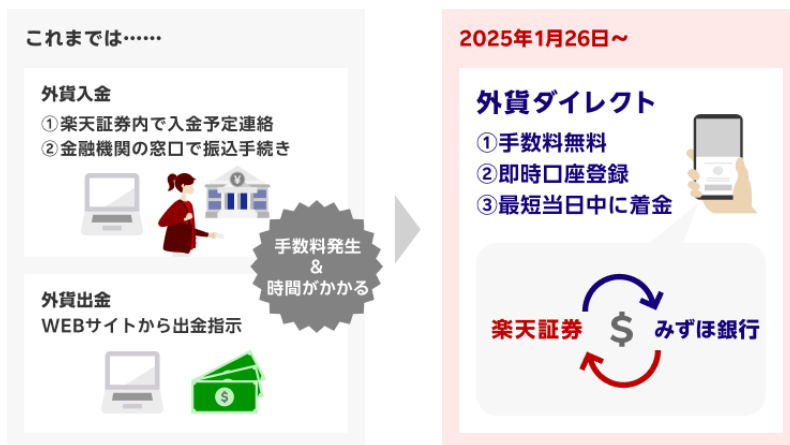 これまでは……
外貨入金
①楽天証券内で入金予定連絡
②金融機関の窓口で振込手続き
¥
手数料発生
&
時間がかかる
外貨出金
WEBサイトから出金指示
$
2025年1月26日～
外貨ダイレクト
①手数料無料
②即時口座登録
③最短当日中に着金
楽天証券
$
みずほ銀行